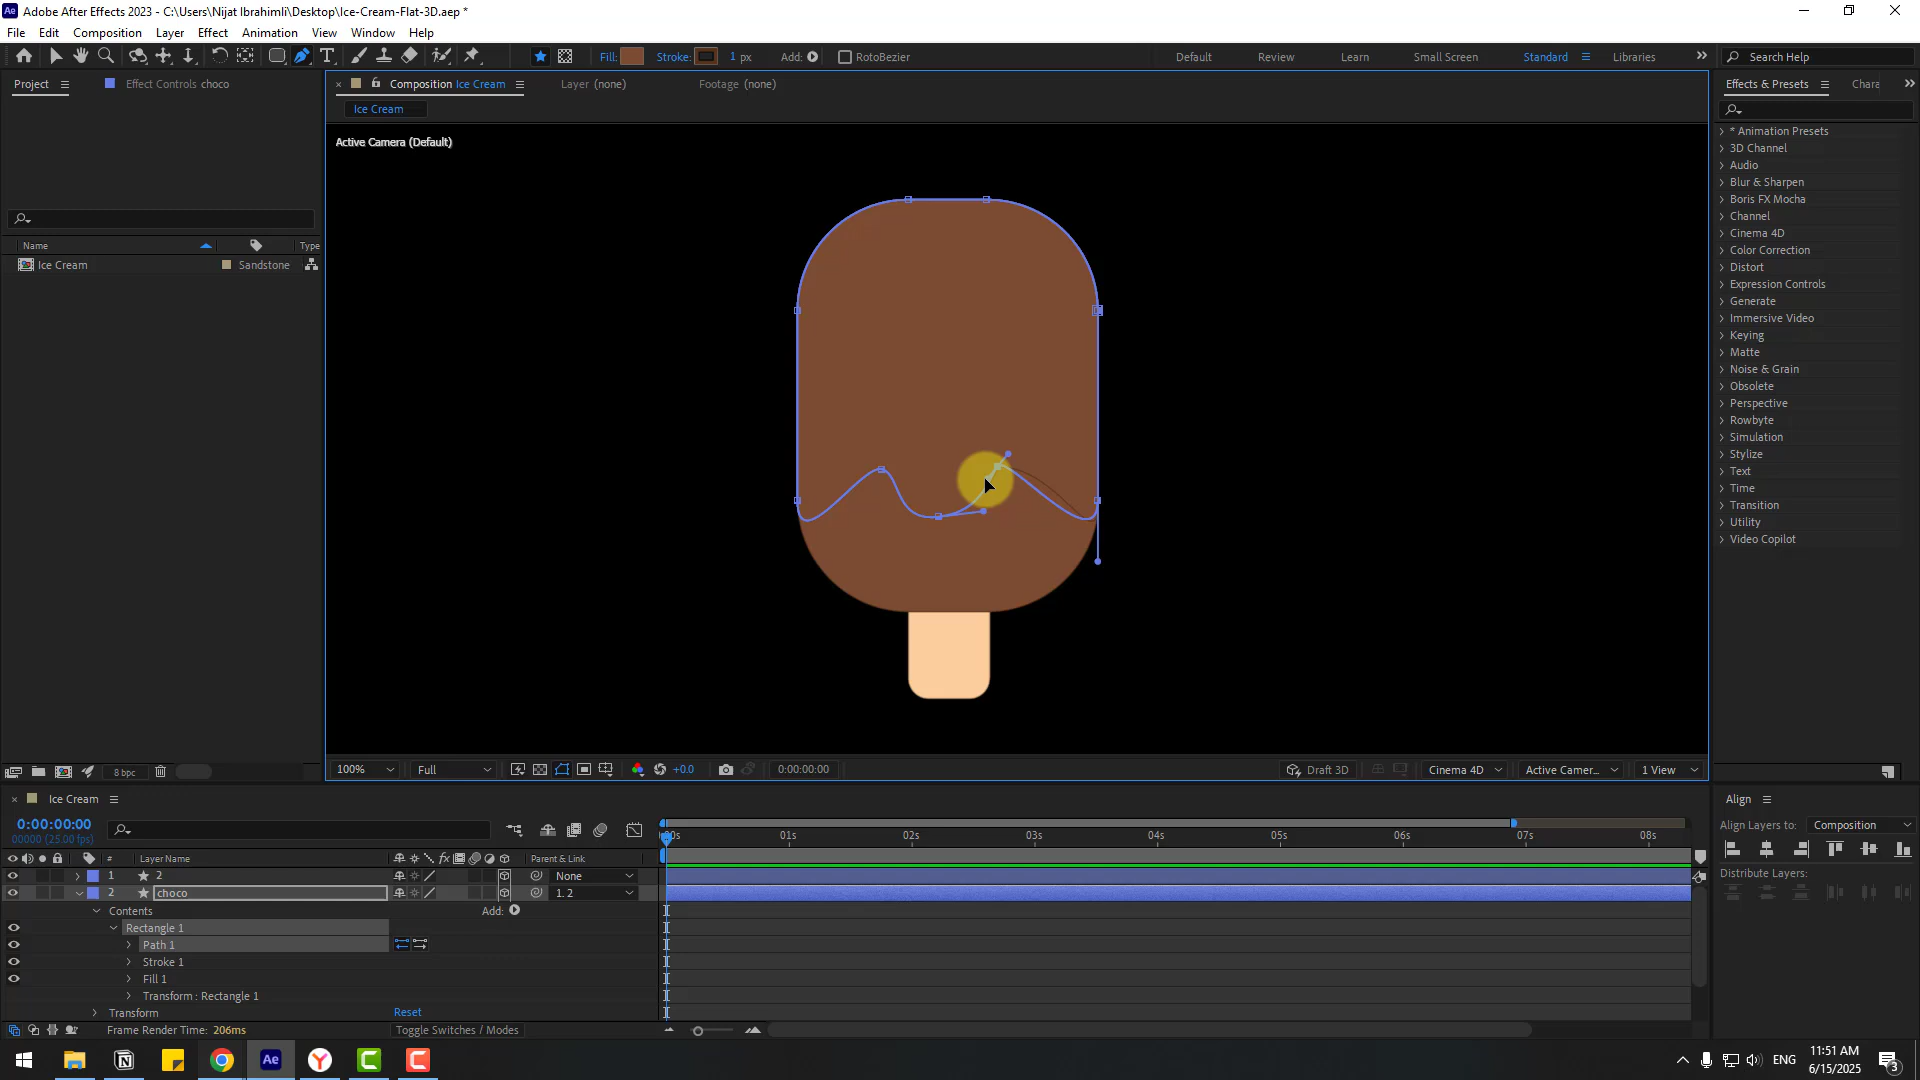 Ae Adobe After Effects 2023 - C:\Users\Nijat Ibrahimli\Desktop\Ice-Cream-Flat-3D.aep *
File Edit Composition Layer Effect Animation View Window Help
Fill: Stroke: 1 px Add: RotoBezier Default Review Learn Small Screen Standard Libraries Search Help
Project Effect Controls choco Composition Ice Cream Layer (none) Footage (none) Effects & Presets Chara
Ice Cream
Active Camera (Default)
* Animation Presets
3D Channel
Audio
Blur & Sharpen
Boris FX Mocha
Channel
Cinema 4D
Color Correction
Distort
Expression Controls
Generate
Immersive Video
Keying
Matte
Noise & Grain
Obsolete
Perspective
Rowbyte
Simulation
Stylize
Text
Time
Transition
Utility
Video Copilot
Name Type
Ice Cream Sandstone
8 bpc 100% Full +0.0 0:00:00:00 Draft 3D Cinema 4D Active Camer... 1 View
Ice Cream
0:00:00:00
00000 (25.00 fps)
00s 01s 02s 03s 04s 05s 06s 07s 08s
# Layer Name fx Parent & Link
1 2 None
2 choco 1. 2
Contents Add:
Rectangle 1
Path 1
Stroke 1
Fill 1
Transform : Rectangle 1
Transform Reset
Frame Render Time: 206ms Toggle Switches / Modes
Align
Align Layers to: Composition
Distribute Layers:
Ae ENG 11:51 AM
6/15/2025
3